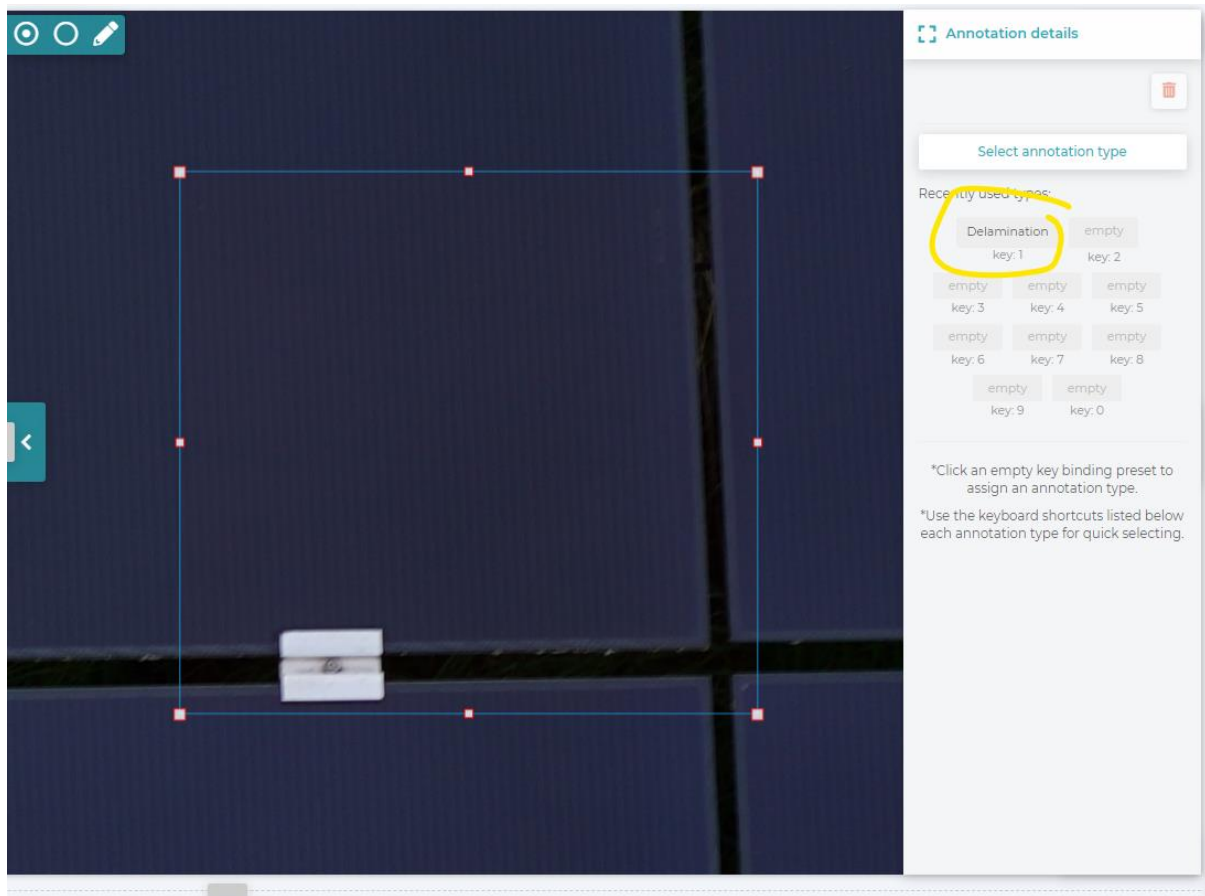 Annotation details
Select annotation type
Recently used types:
Delamination empty
key: 1 key: 2
empty empty empty
key: 3 key: 4 key: 5
empty empty empty
key: 6 key: 7 key: 8
empty empty
key: 9 key: 0
*Click an empty key binding preset to
assign an annotation type.
*Use the keyboard shortcuts listed below
each annotation type for quick selecting.